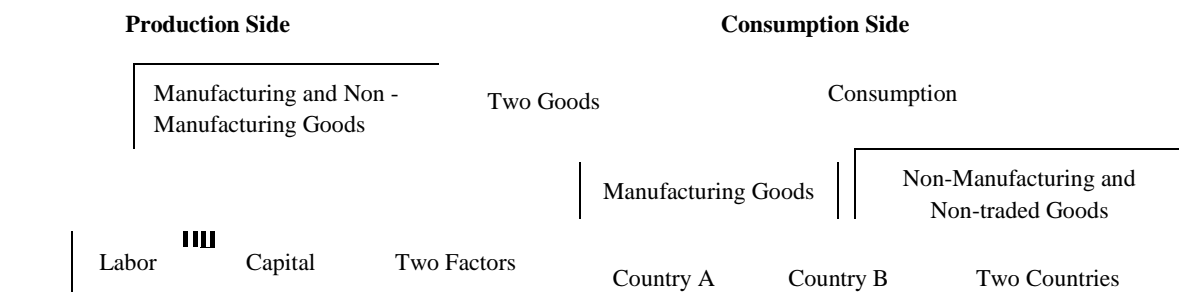 Production Side
Consumption Side
Manufacturing and Non -
Manufacturing Goods
Two Goods
Consumption
Manufacturing Goods
Non-Manufacturing and
Non-traded Goods
Labor
Capital
Two Factors
Country A
Country B
Two Countries